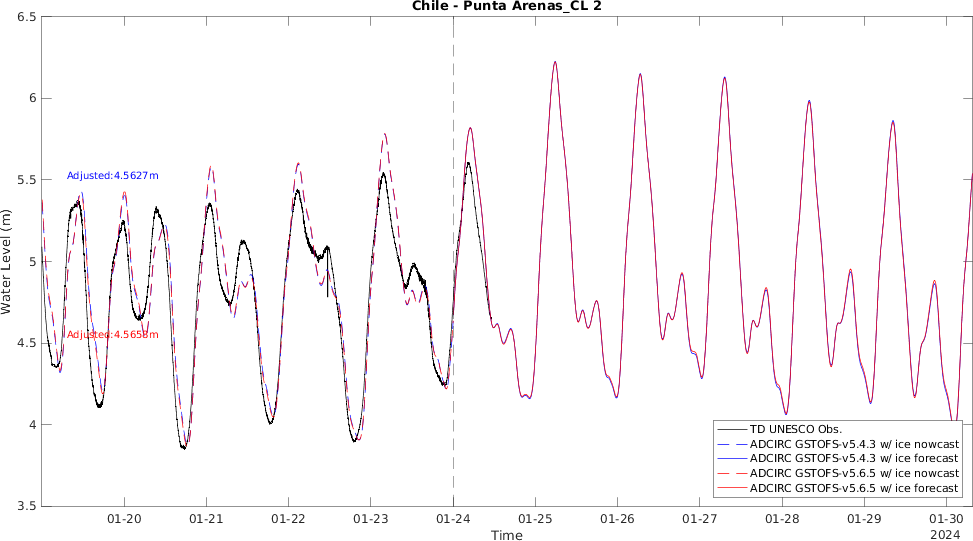 Chile - Punta Arenas_CL 2
6.5
6
5.5
5
4.5
4
3.5
Water Level (m)
Adjusted:4.5627m
Adjusted:4.5658m
TD UNESCO Obs.
ADCIRC GSTOFS-v5.4.3 w/ ice nowcast
ADCIRC GSTOFS-v5.4.3 w/ ice forecast
ADCIRC GSTOFS-v5.6.5 w/ ice nowcast
ADCIRC GSTOFS-v5.6.5 w/ ice forecast
01-20 01-21 01-22 01-23 01-24 01-25 01-26 01-27 01-28 01-29 01-30
2024
Time